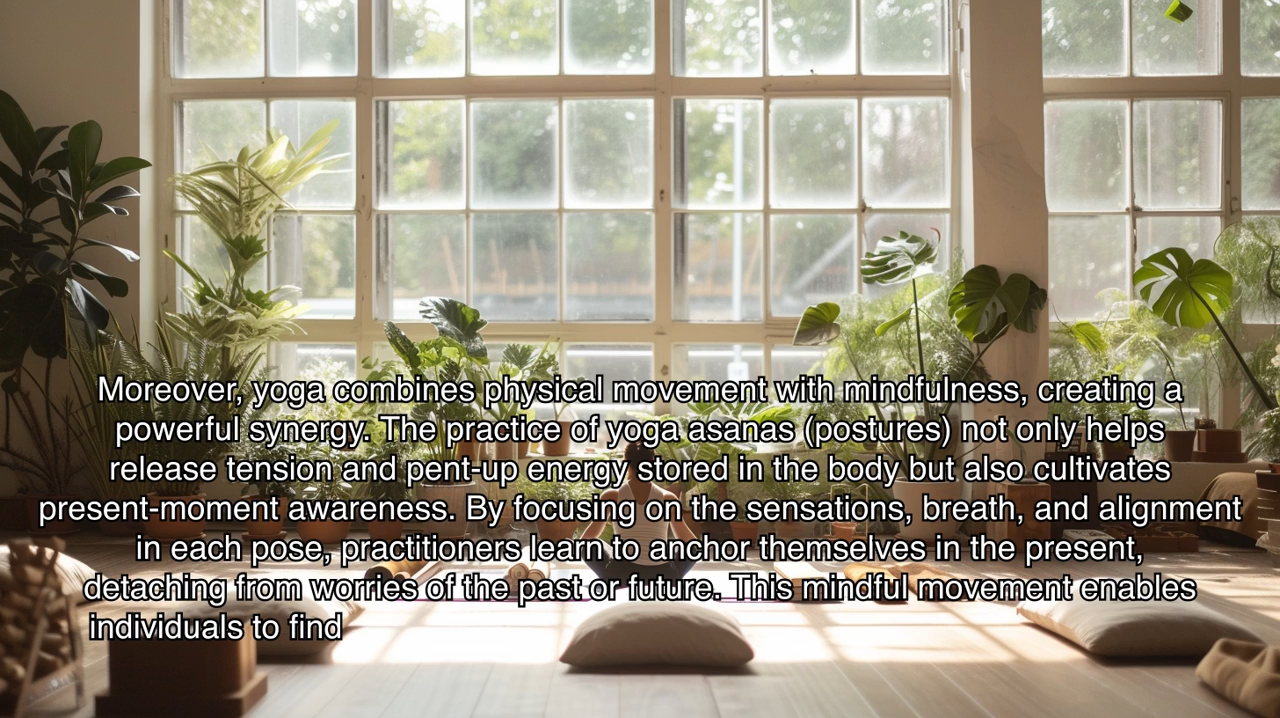 Moreover, yoga combines physical movement with mindfulness, creating a
powerful synergy. The practice of yoga asanas (postures) not only helps
release tension and pent-up energy stored in the body but also cultivates
present-moment awareness. By focusing on the sensations, breath, and alignment
in each pose, practitioners learn to anchor themselves in the present,
detaching from worries of the past or future. This mindful movement enables
individuals to find